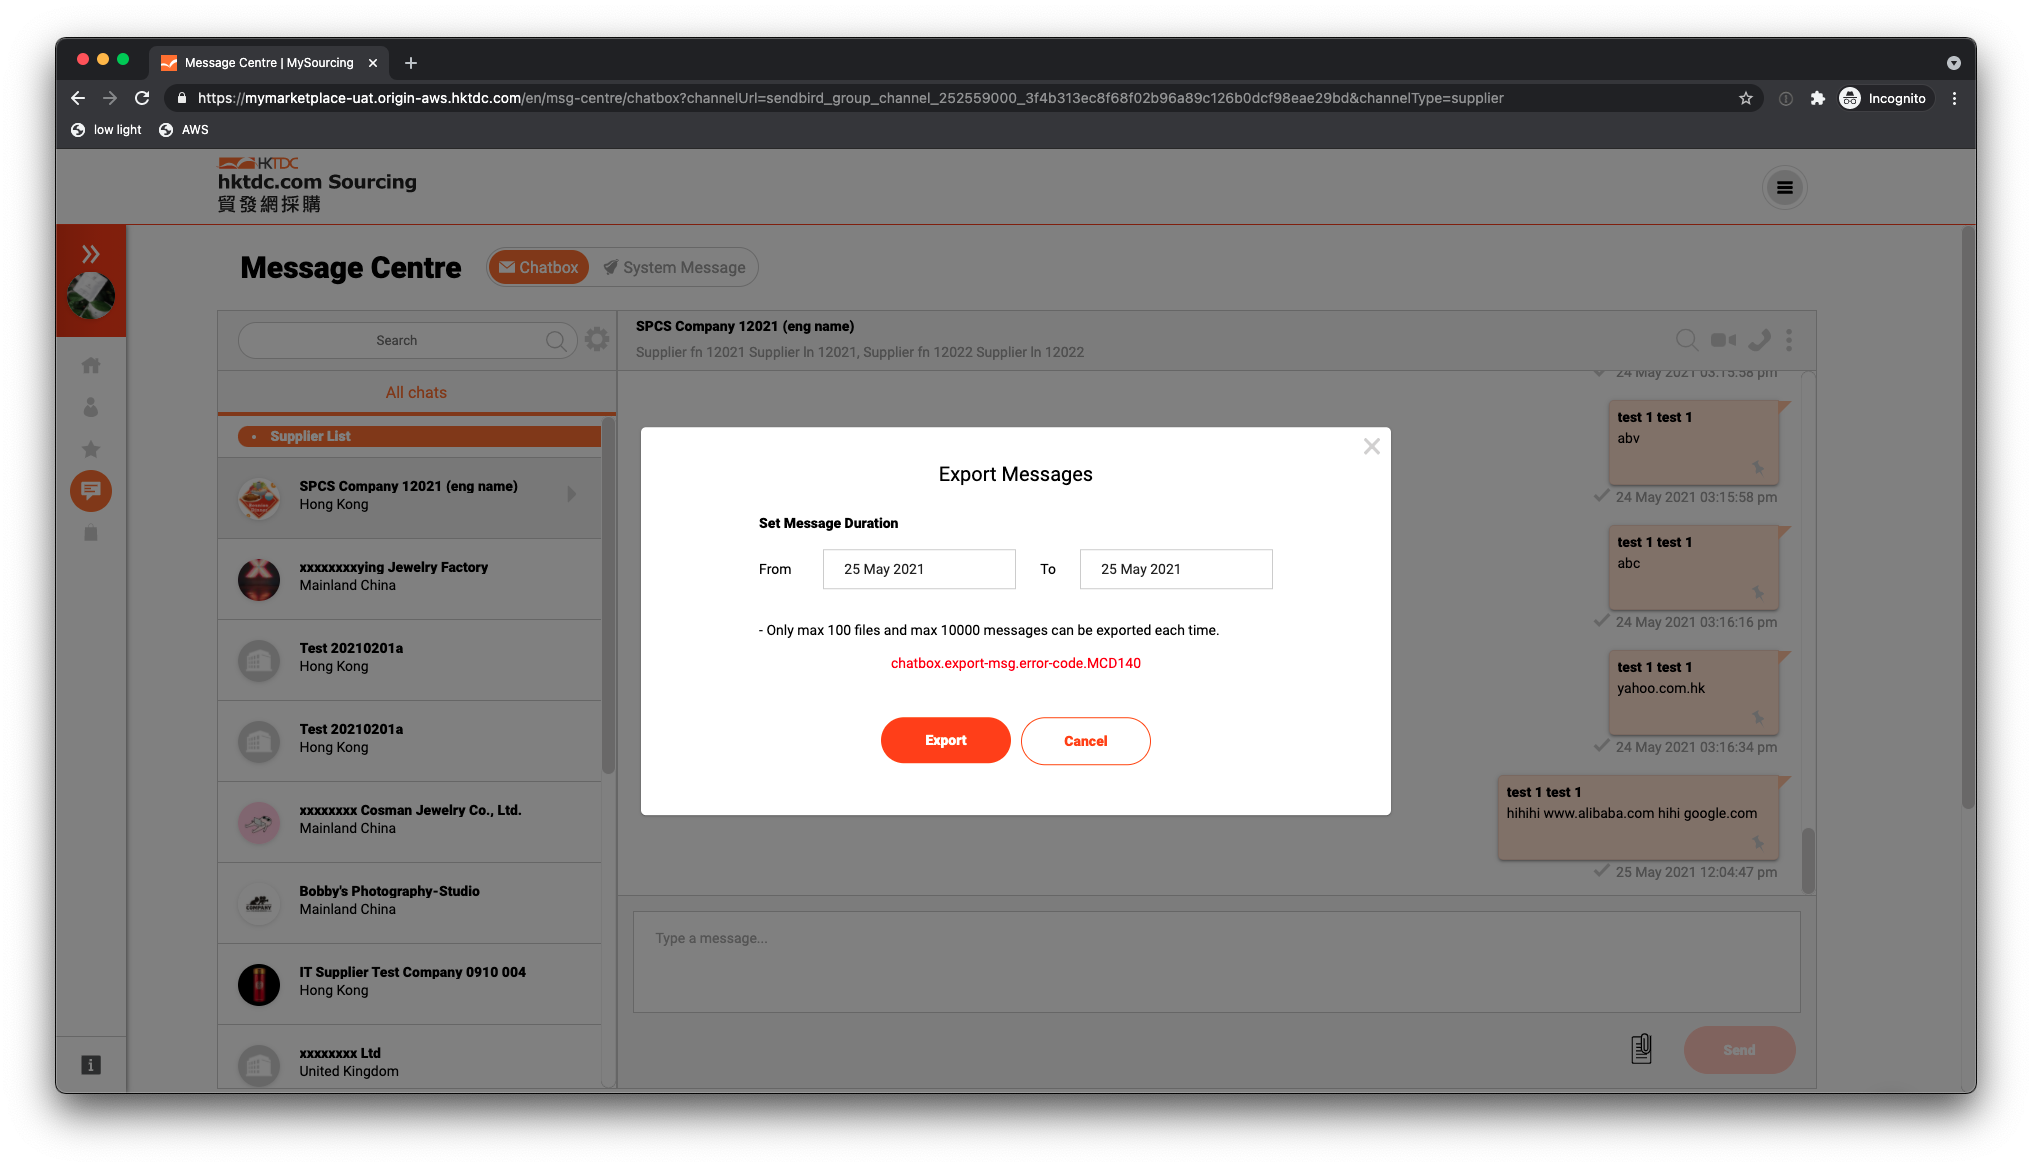 Message Centre | MySourcing
https://mymarketplace-uat.origin-aws.hktdc.com/en/msg-centre/chatbox?channelUrl=sendbird_group_channel_252559000_3f4b313ec8f68f02b96a89c126b0dcf98eae29bd&channelType=supplier
Incognito
low light
AWS
HKTDC
hktdc.com Sourcing
貿發網採購
Message Centre
Chatbox
System Message
Search
All chats
Supplier List
SPCS Company 12021 (eng name)
Hong Kong
xxxxxxxxying Jewelry Factory
Mainland China
Test 20210201a
Hong Kong
Test 20210201a
Hong Kong
xxxxxxxx Cosman Jewelry Co., Ltd.
Mainland China
Bobby's Photography-Studio
Mainland China
IT Supplier Test Company 0910 004
Hong Kong
xxxxxxxx Ltd
United Kingdom
SPCS Company 12021 (eng name)
Supplier fn 12021 Supplier ln 12021, Supplier fn 12022 Supplier ln 12022
24 May 2021 03:15:58 pm
test 1 test 1
abv
24 May 2021 03:15:58 pm
test 1 test 1
abc
24 May 2021 03:16:16 pm
test 1 test 1
yahoo.com.hk
24 May 2021 03:16:34 pm
test 1 test 1
hihihi www.alibaba.com hihi google.com
25 May 2021 12:04:47 pm
Type a message...
Send
Export Messages
Set Message Duration
From
25 May 2021
To
25 May 2021
- Only max 100 files and max 10000 messages can be exported each time.
chatbox.export-msg.error-code.MCD140
Export
Cancel